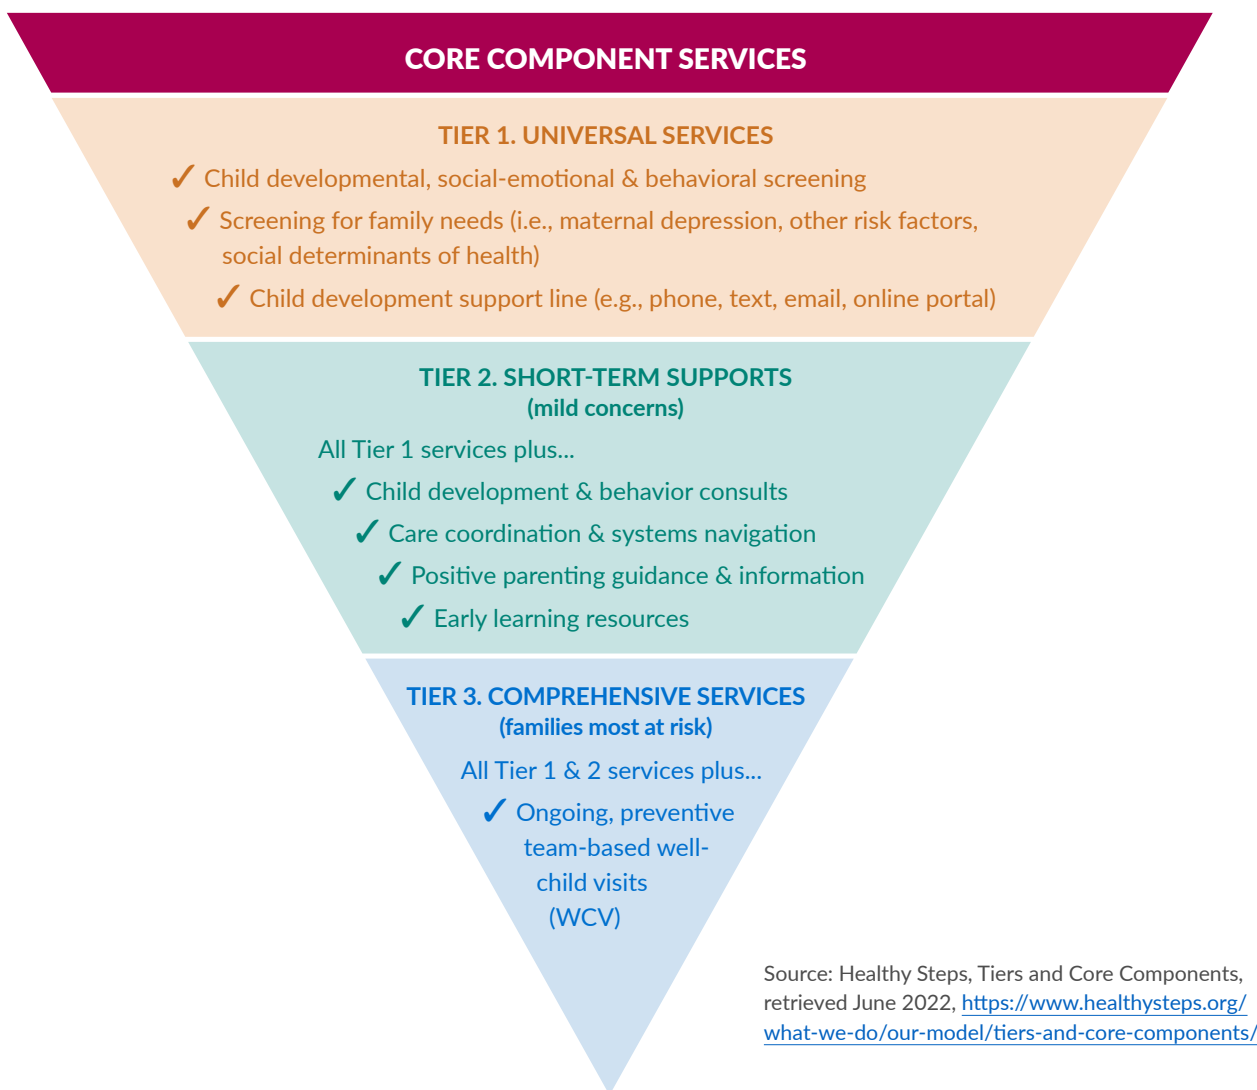 CORE COMPONENT SERVICES
TIER 1. UNIVERSAL SERVICES
✓ Child developmental, social-emotional & behavioral screening
✓ Screening for family needs (i.e., maternal depression, other risk factors,
social determinants of health)
✓ Child development support line (e.g., phone, text, email, online portal)
TIER 2. SHORT-TERM SUPPORTS
(mild concerns)
All Tier 1 services plus...
✓ Child development & behavior consults
✓ Care coordination & systems navigation
✓ Positive parenting guidance & information
✓ Early learning resources
TIER 3. COMPREHENSIVE SERVICES
(families most at risk)
All Tier 1 & 2 services plus...
✓ Ongoing, preventive
team-based well-
child visits
(WCV)
Source: Healthy Steps, Tiers and Core Components,
retrieved June 2022, https://www.healthysteps.org/
what-we-do/our-model/tiers-and-core-components/